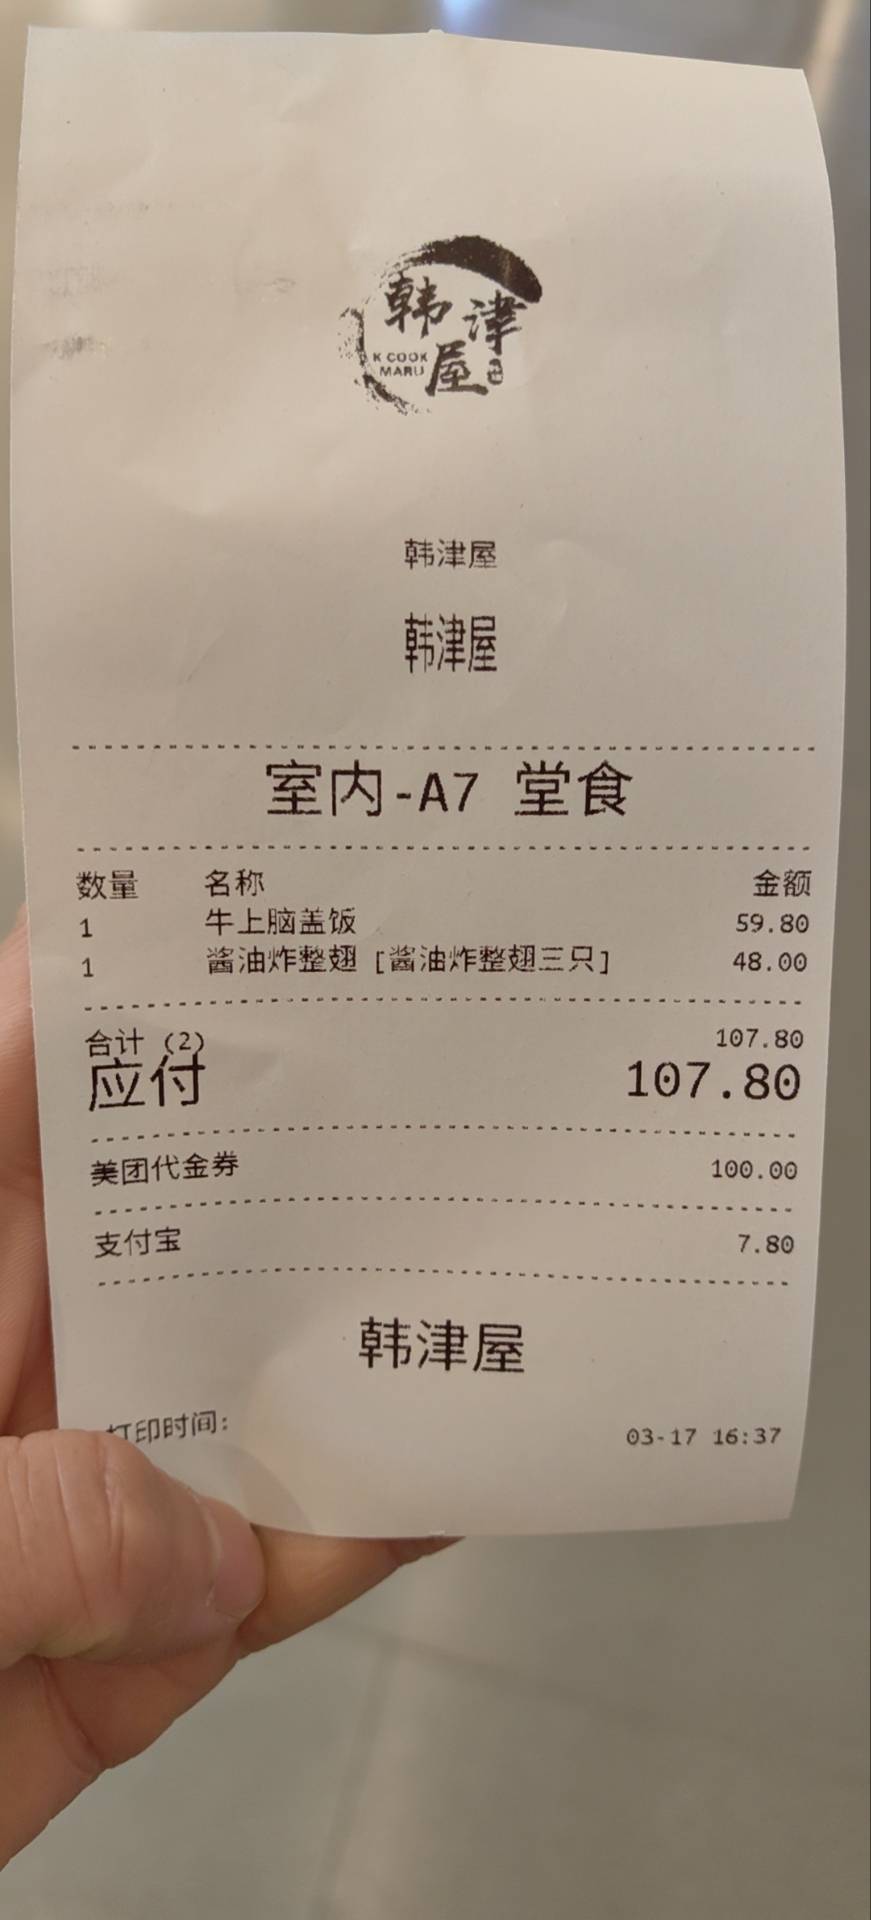 韩津屋
K COOK
MARU
韩津屋
韩津屋
室内-A7 堂食
数量 名称 金额
1 牛上脑盖饭 59.80
1 酱油炸整翅 [酱油炸整翅三只] 48.00
合计 (2) 107.80
应付 107.80
美团代金券 100.00
支付宝 7.80
韩津屋
打印时间: 03-17 16:37